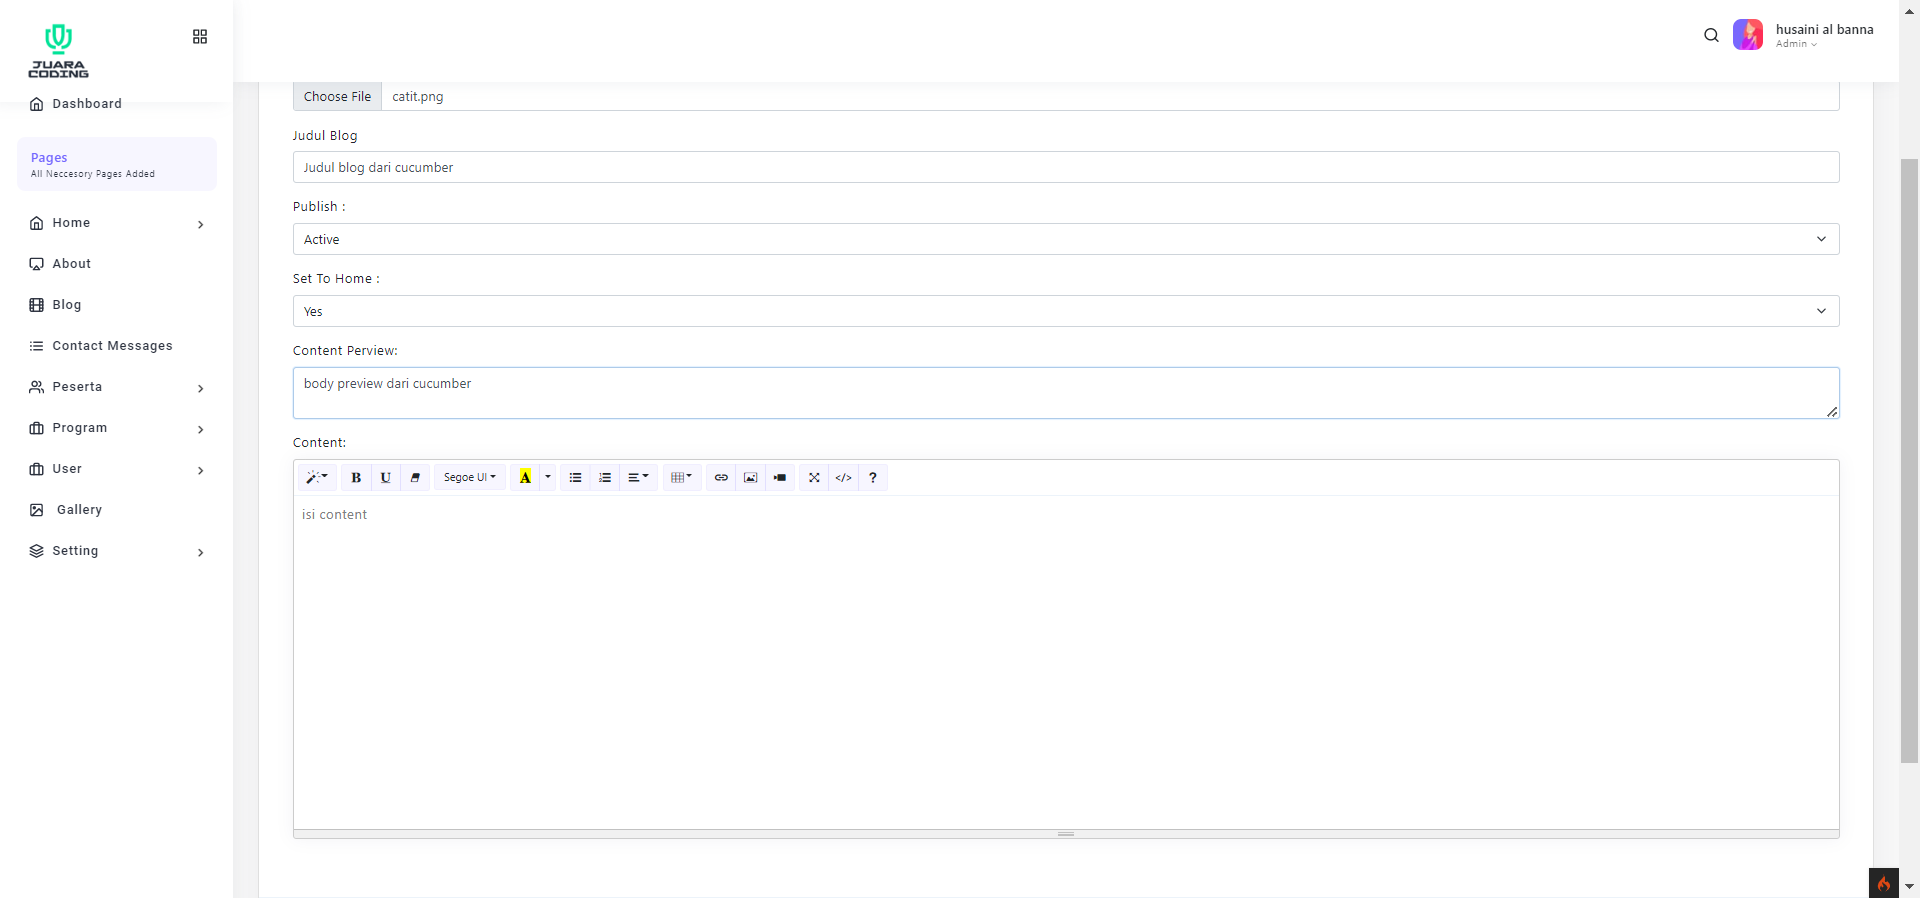 JUARA
CODING
husaini al banna
Admin
Dashboard
Pages
All Neccesory Pages Added
Home
About
Blog
Contact Messages
Peserta
Program
User
Gallery
Setting
Choose File catit.png
Judul Blog
Judul blog dari cucumber
Publish :
Active
Set To Home :
Yes
Content Perview:
body preview dari cucumber
Content:
B U Segoe UI A </> ?
isi content